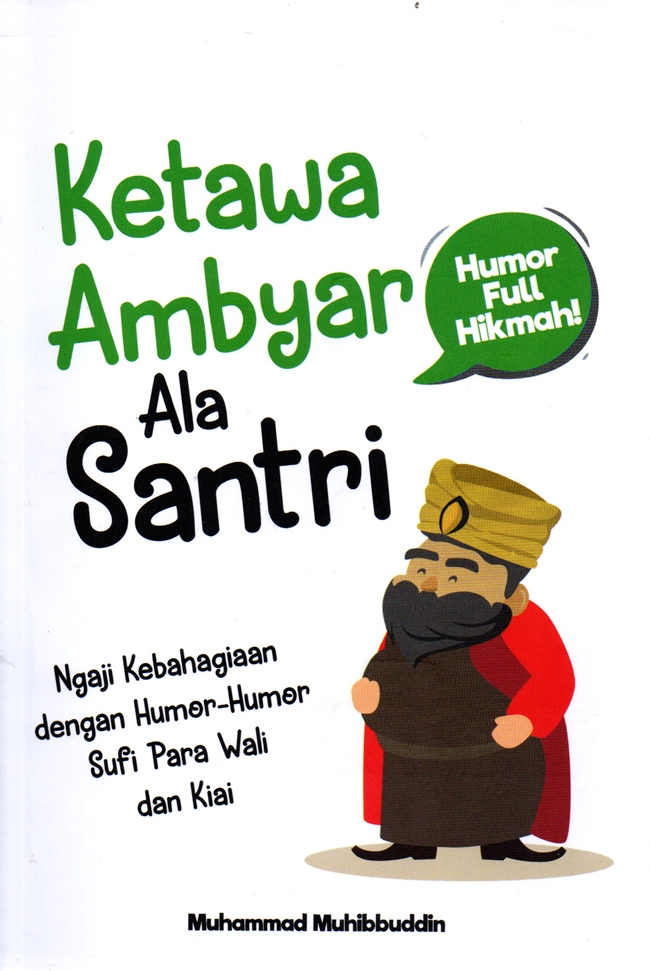 Ketawa
Ambyar
Ala
Santri
Humor
Full
Hikmah!
Ngaji Kebahagiaan
dengan Humor-Humor
Sufi Para Wali
dan Kiai
Muhammad Muhibbuddin